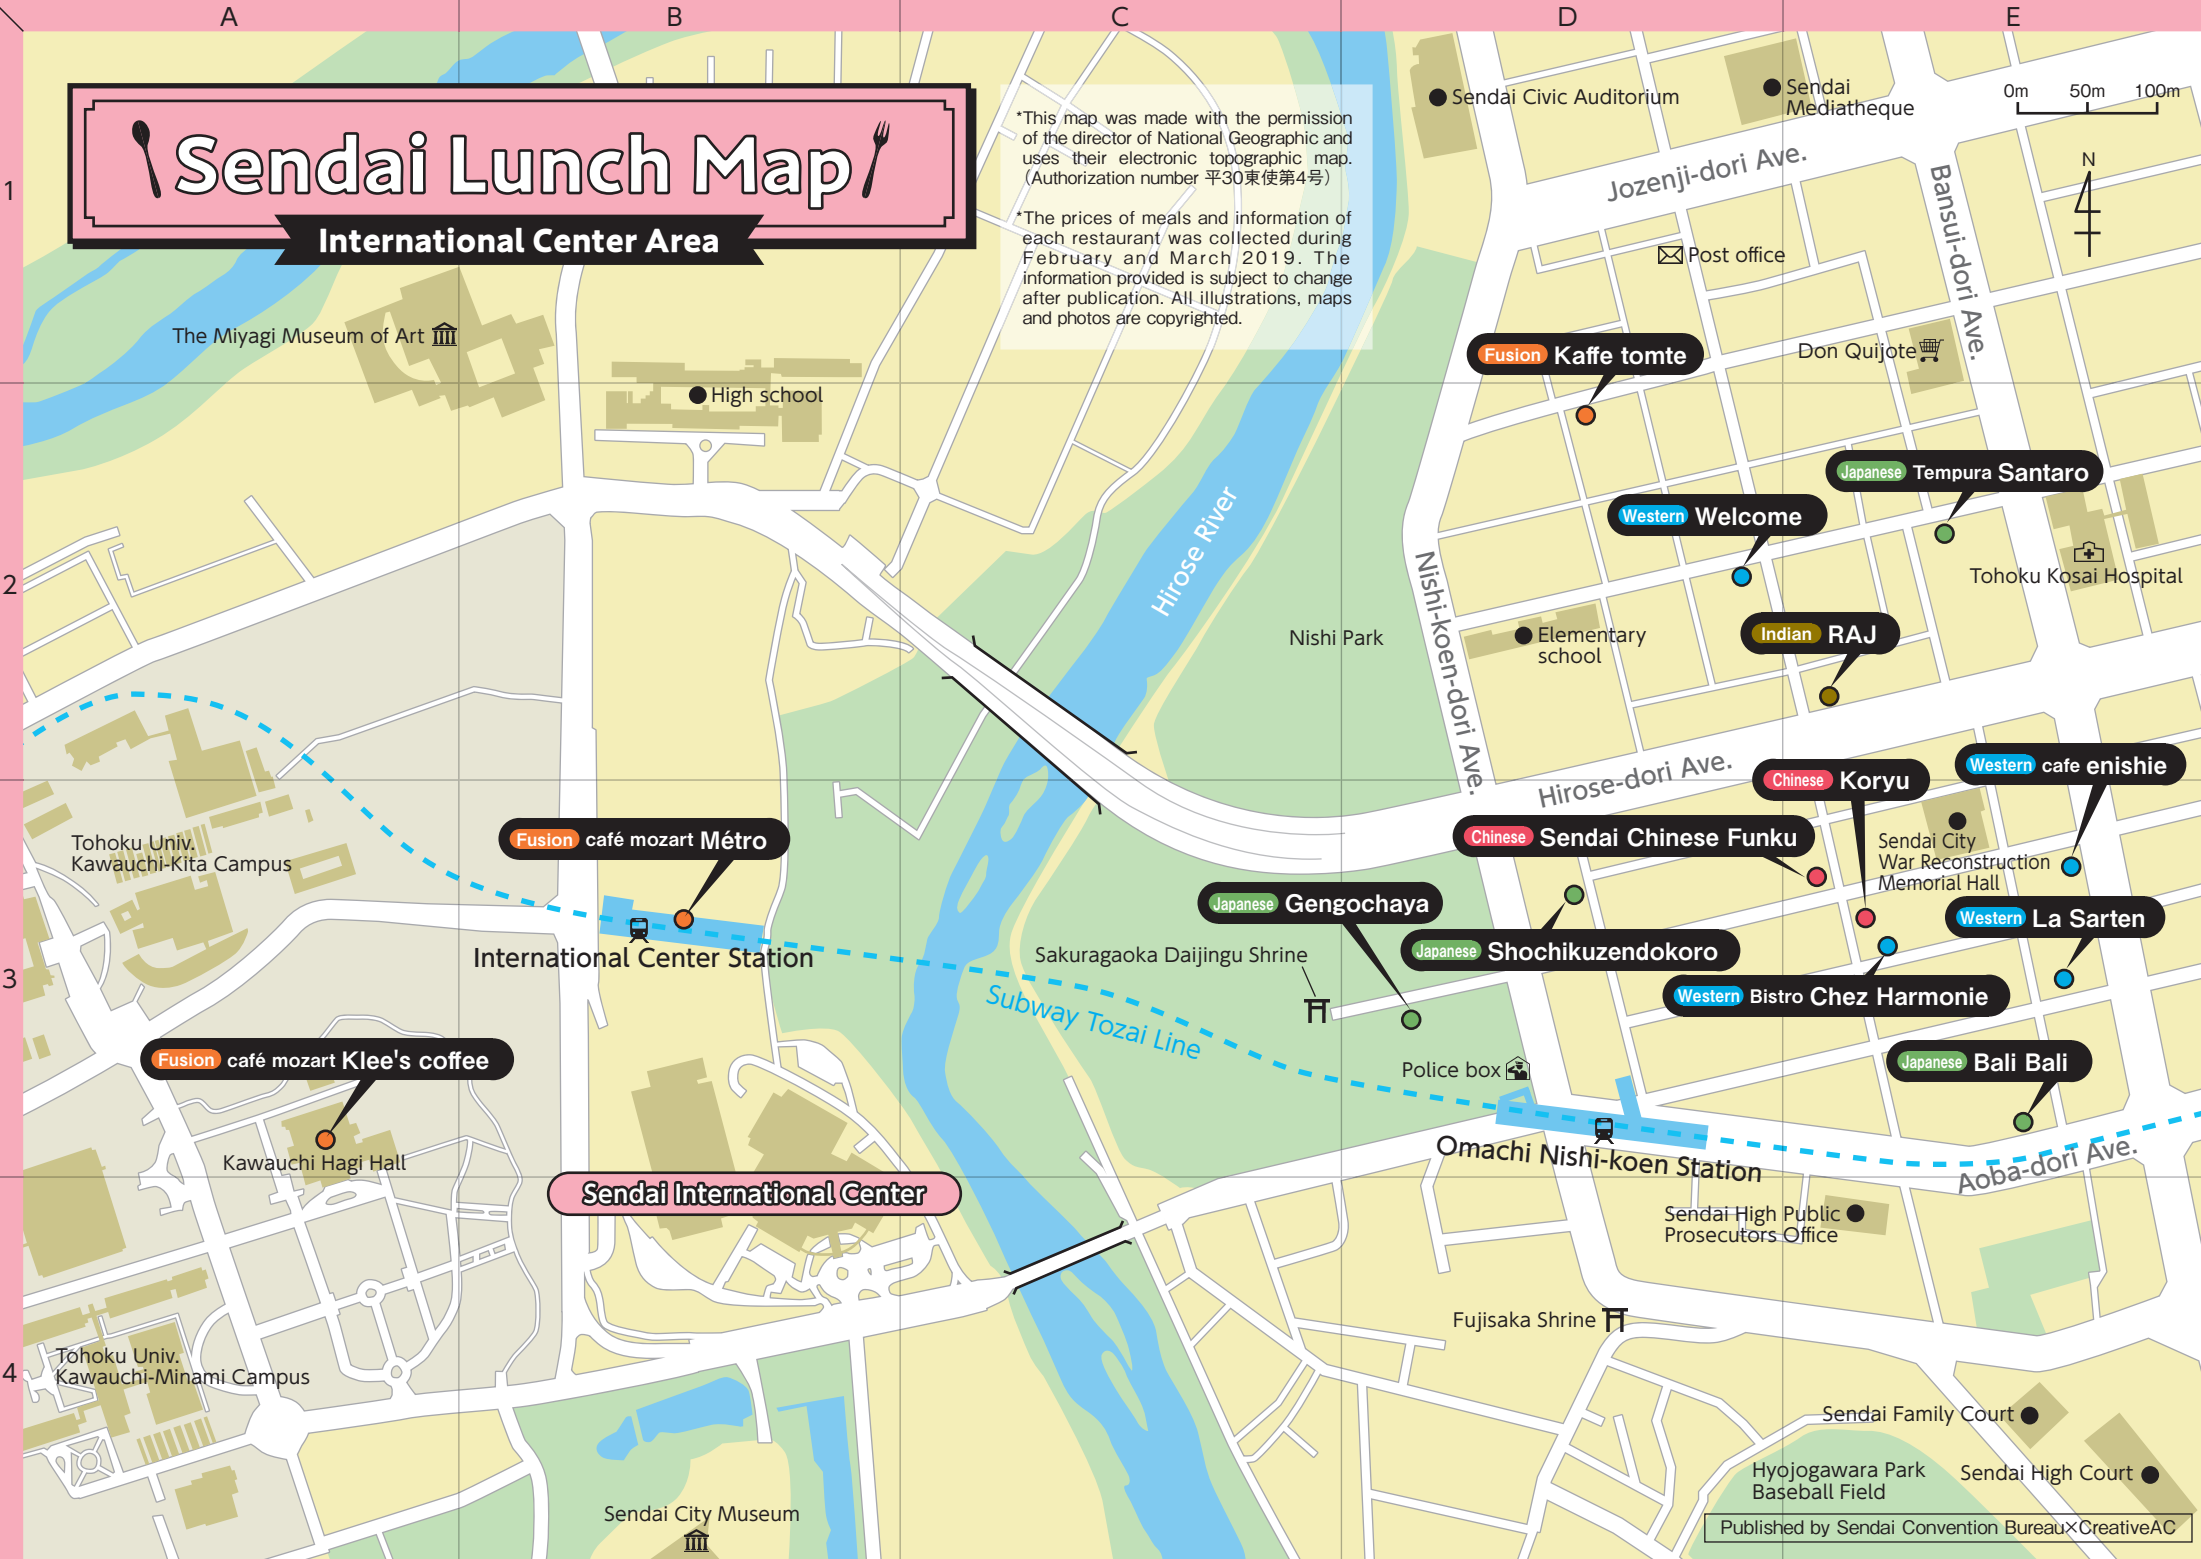 A
B
C
D
E
1
2
3
4
Sendai Lunch Map
International Center Area
*This map was made with the permission
of the director of National Geographic and
uses their electronic topographic map.
(Authorization number 平30東使第4号)
*The prices of meals and information of
each restaurant was collected during
February and March 2019. The
information provided is subject to change
after publication. All illustrations, maps
and photos are copyrighted.
Sendai Civic Auditorium
Sendai
Mediatheque
0m 50m 100m
N
Jozenji-dori Ave.
Bansui-dori Ave.
Post office
The Miyagi Museum of Art
Fusion Kaffe tomte
Don Quijote
High school
Japanese Tempura Santaro
Western Welcome
Hirose River
Tohoku Kosai Hospital
Nishi-koen-dori Ave.
Nishi Park
Elementary
school
Indian RAJ
Hirose-dori Ave.
Chinese Koryu
Western cafe enishie
Tohoku Univ.
Kawauchi-Kita Campus
Fusion café mozart Métro
Chinese Sendai Chinese Funku
Sendai City
War Reconstruction
Memorial Hall
Japanese Gengochaya
Western La Sarten
Japanese Shochikuzendokoro
International Center Station
Sakuragaoka Daijingu Shrine
Western Bistro Chez Harmonie
Subway Tozai Line
Fusion café mozart Klee's coffee
Police box
Japanese Bali Bali
Kawauchi Hagi Hall
Omachi Nishi-koen Station
Aoba-dori Ave.
Sendai International Center
Sendai High Public
Prosecutors Office
Fujisaka Shrine
Tohoku Univ.
Kawauchi-Minami Campus
Sendai Family Court
Hyojogawara Park
Baseball Field
Sendai High Court
Sendai City Museum
Published by Sendai Convention Bureau×CreativeAC